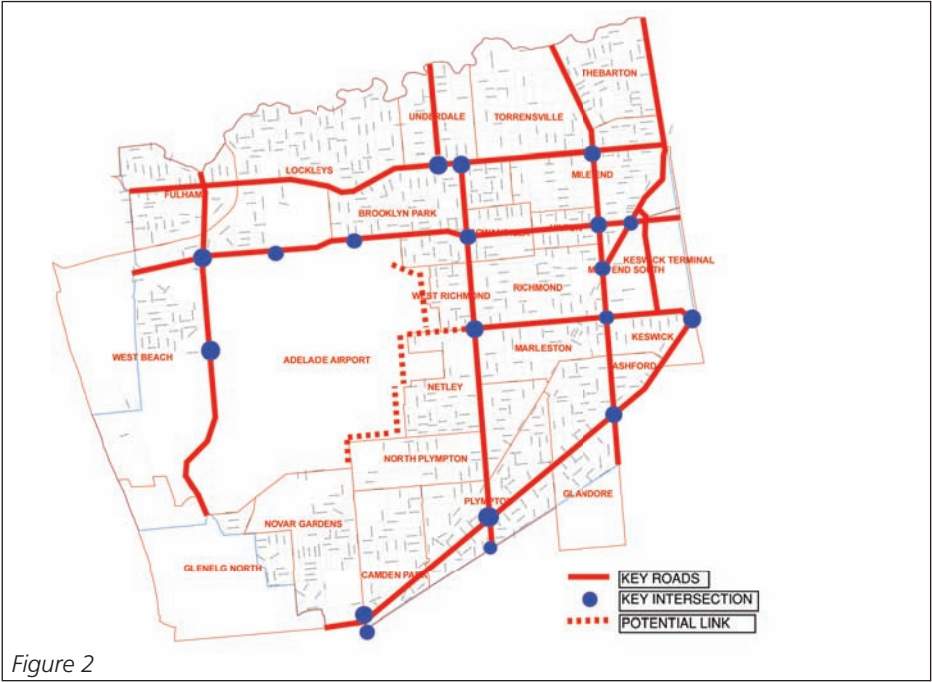 THEBARTON
UNDERDALE
TORRENSVILLE
LOCKLEYS
MILE END
FULHAM
BROOKLYN PARK
KESWICK TERMINAL
MILE END SOUTH
RICHMOND
WEST RICHMOND
KESWICK
MARLESTON
WEST BEACH
ADELAIDE AIRPORT
ASHFORD
NETLEY
NORTH PLYMPTON
GLANDORE
PLYMPTON
NOVAR GARDENS
GLENELG NORTH
CAMDEN PARK
KEY ROADS
KEY INTERSECTION
POTENTIAL LINK
Figure 2